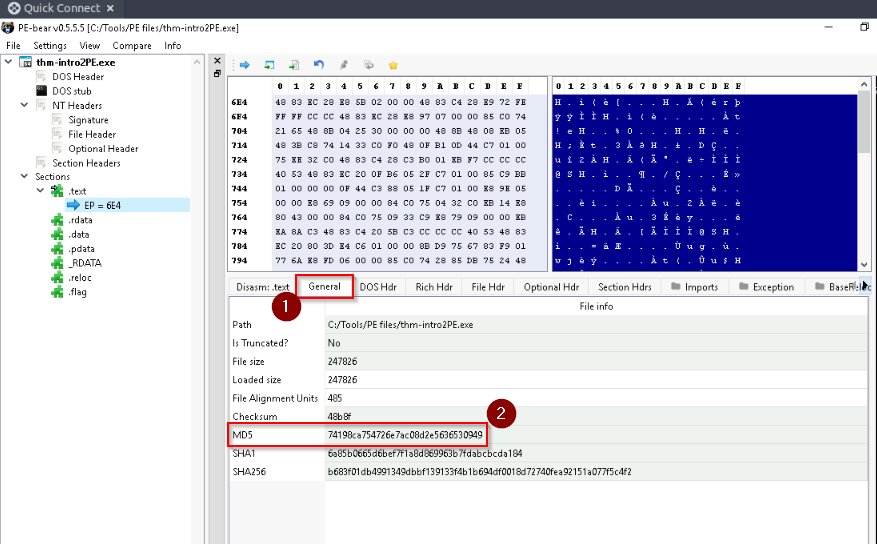 Quick Connect ×
PE-bear v0.5.5.5 [C:/Tools/PE files/thm-intro2PE.exe]
File Settings View Compare Info
thm-intro2PE.exe
DOS Header
DOS stub
NT Headers
Signature
File Header
Optional Header
Section Headers
Sections
.text
EP = 6E4
.rdata
.data
.pdata
_RDATA
.reloc
.flag
0 1 2 3 4 5 6 7 8 9 A B C D E F
6E4 48 83 EC 28 E8 5B 02 00 00 48 83 C4 28 E9 72 FE
6F4 FF FF CC CC 48 83 EC 28 E8 97 07 00 00 85 C0 74
704 21 65 48 8B 04 25 30 00 00 00 48 8B 48 08 EB 05
714 48 3B C8 74 14 33 C0 F0 48 0F B1 0D 44 C7 01 00
724 75 EE 32 C0 48 83 C4 28 C3 B0 01 EB F7 CC CC CC
744 40 53 48 83 EC 20 0F B6 05 2F C7 01 00 85 C9 BB
744 01 00 00 00 0F 44 C3 88 05 1F C7 01 00 E8 9E 05
754 00 00 E8 69 09 00 00 84 C0 75 04 32 C0 EB 14 E8
764 80 43 00 00 84 C0 75 09 33 C9 E8 79 09 00 00 EB
774 EA 8A C3 48 83 C4 20 5B C3 CC CC CC 40 53 48 83
784 EC 20 80 3D E4 C6 01 00 00 8B D9 75 67 83 F9 01
794 77 6A E8 FD 06 00 00 85 C0 74 28 85 DB 75 24 48
0 1 2 3 4 5 6 7 8 9 A B C D E F
Disasm: .text General DOS Hdr Rich Hdr File Hdr Optional Hdr Section Hdrs Imports Exception
1
File info
Path C:/Tools/PE files/thm-intro2PE.exe
Is Truncated? No
File size 247826
Loaded size 247826
File Alignment Units 485
Checksum 48b8f
2
MD5 74198ca754726e7ac08d2e5636530949
SHA1 6a85b0665d6bef7f1a8d869963b7fdabcbcda184
SHA256 b683f01db4991349dbbf139133f4b1b694df0018d72740fea92151a077f5c4f2